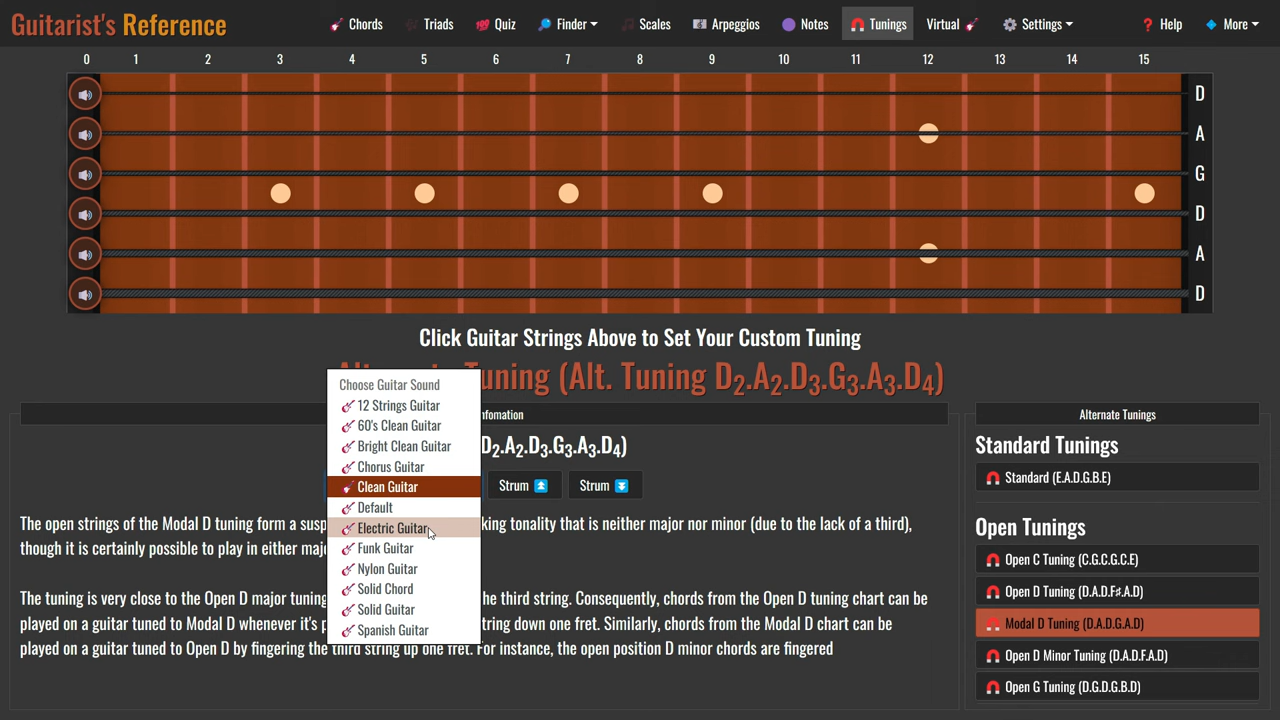 Guitarist's Reference
Chords
Triads
Quiz
Finder
Scales
Arpeggios
Notes
Tunings
Virtual
Settings
Help
More
0 1 2 3 4 5 6 7 8 9 10 11 12 13 14 15
D
A
G
D
A
D
Click Guitar Strings Above to Set Your Custom Tuning
Tuning (Alt. Tuning D2.A2.D3.G3.A3.D4)
D2.A2.D3.G3.A3.D4)
Choose Guitar Sound
12 Strings Guitar
60's Clean Guitar
Bright Clean Guitar
Chorus Guitar
Clean Guitar
Default
Electric Guitar
Funk Guitar
Nylon Guitar
Solid Chord
Solid Guitar
Spanish Guitar
Strum
Strum
The open strings of the Modal D tuning form a susp king tonality that is neither major nor minor (due to the lack of a third),
though it is certainly possible to play in either maj
The tuning is very close to the Open D major tuning he third string. Consequently, chords from the Open D tuning chart can be
played on a guitar tuned to Modal D whenever it's p tring down one fret. Similarly, chords from the Modal D chart can be
played on a guitar tuned to Open D by fingering the third string up one fret. For instance, the open position D minor chords are fingered
Alternate Tunings
Standard Tunings
Standard (E.A.D.G.B.E)
Open Tunings
Open C Tuning (C.G.C.G.C.E)
Open D Tuning (D.A.D.F♯.A.D)
Modal D Tuning (D.A.D.G.A.D)
Open D Minor Tuning (D.A.D.F.A.D)
Open G Tuning (D.G.D.G.B.D)